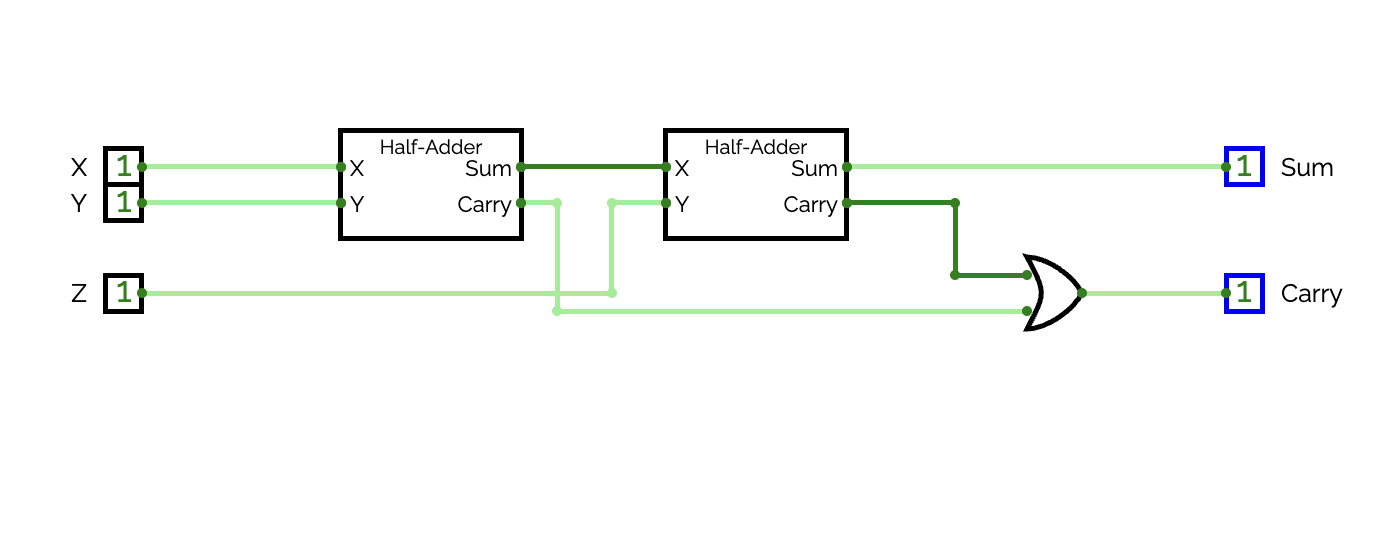 Half-Adder
Half-Adder
X 1 X Sum X Sum 1 Sum
Y 1 Y Carry Y Carry
Z 1 1 Carry